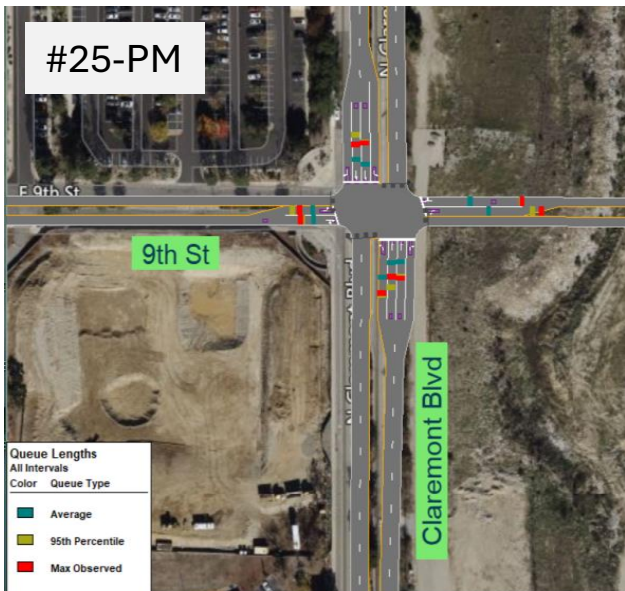 #25-PM
N Clare
E 9th St
9th St
N Claremont Blvd
Claremont Blvd
Queue Lengths
All Intervals
Color Queue Type
Average
95th Percentile
Max Observed